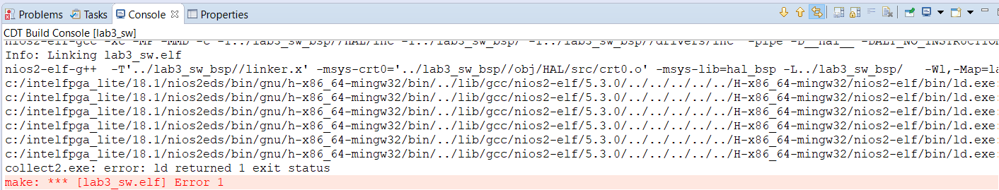 Problems Tasks Console Properties
CDT Build Console [lab3_sw]
nios2-elf-gcc -xc -MP -MMD -c -I../lab3_sw_bsp//HAL/inc -I../lab3_sw_bsp/ -I../lab3_sw_bsp//drivers/inc -pipe -D__hal__ -DALT_NO_INSTRUCTION
Info: Linking lab3_sw.elf
nios2-elf-g++ -T'../lab3_sw_bsp//linker.x' -msys-crt0='../lab3_sw_bsp//obj/HAL/src/crt0.o' -msys-lib=hal_bsp -L../lab3_sw_bsp/ -Wl,-Map=la
c:/intelfpga_lite/18.1/nios2eds/bin/gnu/h-x86_64-mingw32/bin/../lib/gcc/nios2-elf/5.3.0/../../../../../H-x86_64-mingw32/nios2-elf/bin/ld.exe:
c:/intelfpga_lite/18.1/nios2eds/bin/gnu/h-x86_64-mingw32/bin/../lib/gcc/nios2-elf/5.3.0/../../../../../H-x86_64-mingw32/nios2-elf/bin/ld.exe:
c:/intelfpga_lite/18.1/nios2eds/bin/gnu/h-x86_64-mingw32/bin/../lib/gcc/nios2-elf/5.3.0/../../../../../H-x86_64-mingw32/nios2-elf/bin/ld.exe:
c:/intelfpga_lite/18.1/nios2eds/bin/gnu/h-x86_64-mingw32/bin/../lib/gcc/nios2-elf/5.3.0/../../../../../H-x86_64-mingw32/nios2-elf/bin/ld.exe:
c:/intelfpga_lite/18.1/nios2eds/bin/gnu/h-x86_64-mingw32/bin/../lib/gcc/nios2-elf/5.3.0/../../../../../H-x86_64-mingw32/nios2-elf/bin/ld.exe:
c:/intelfpga_lite/18.1/nios2eds/bin/gnu/h-x86_64-mingw32/bin/../lib/gcc/nios2-elf/5.3.0/../../../../../H-x86_64-mingw32/nios2-elf/bin/ld.exe:
collect2.exe: error: ld returned 1 exit status
make: *** [lab3_sw.elf] Error 1